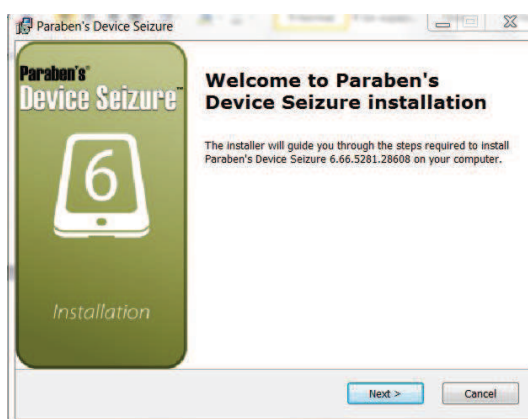 Paraben's Device Seizure
Paraben's®
Device Seizure™
6
Installation
Welcome to Paraben's
Device Seizure installation
The installer will guide you through the steps required to install
Paraben's Device Seizure 6.66.5281.28608 on your computer.
Next >
Cancel